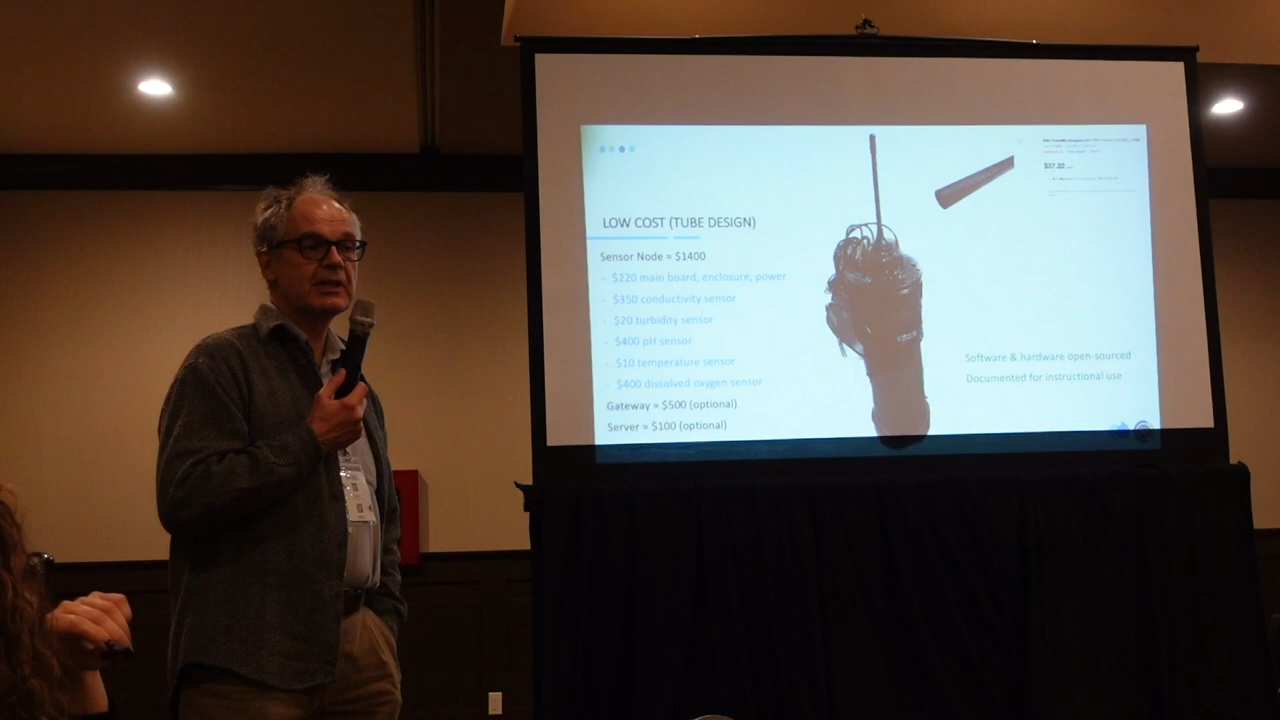 LOW COST (TUBE DESIGN)
Sensor Node = $1400
- $220 main board, enclosure, power
- $350 conductivity sensor
- $20 turbidity sensor
- $400 pH sensor
- $10 temperature sensor
- $400 dissolved oxygen sensor
Gateway = $500 (optional)
Server = $100 (optional)
$37.22
Software & hardware open-sourced
Documented for instructional use